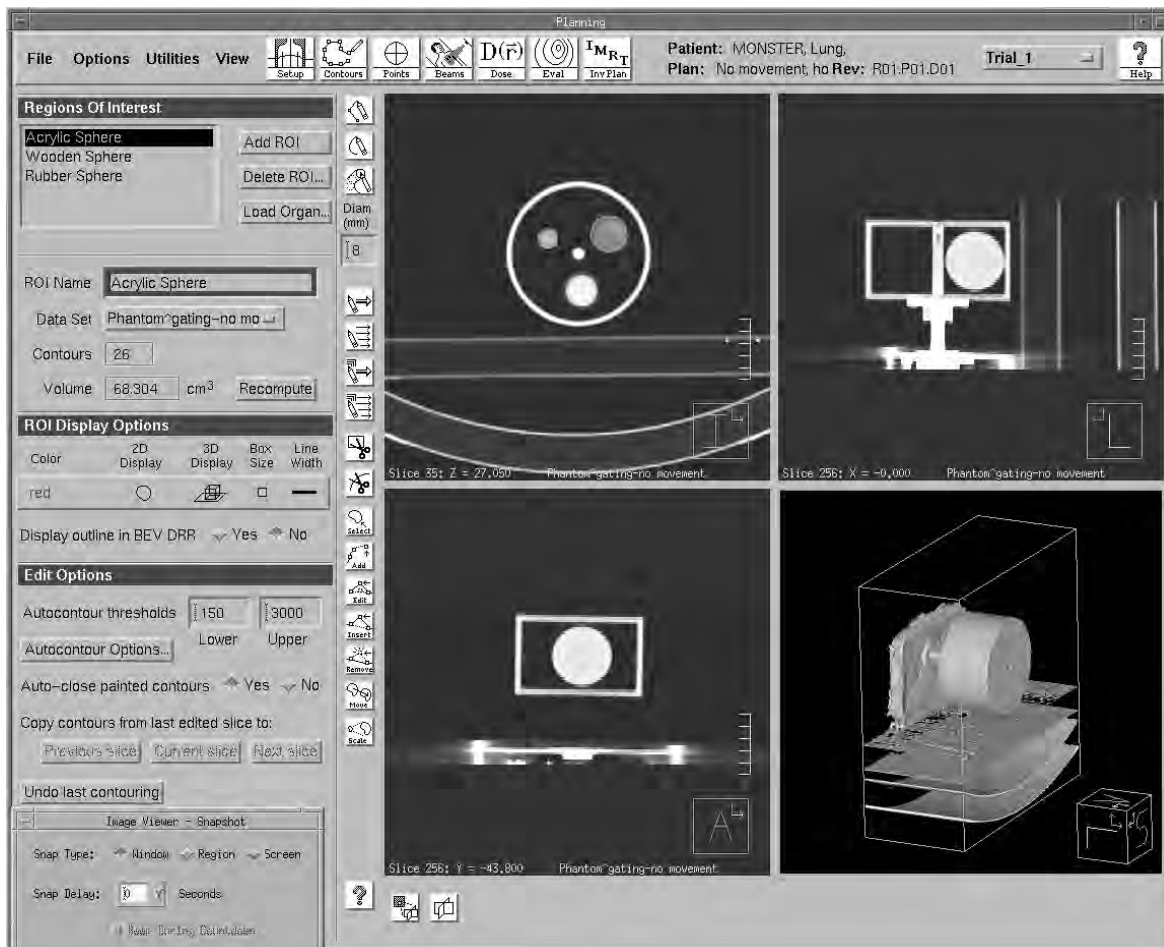 Planning
File Options Utilities View
Setup Contours Points Beams Dose Eval Inv Plan
D(r⃗)
IMRT
Patient: MONSTER, Lung,
Plan: No movement, ho Rev: R01.P01.D01
Trial_1
?
Help
Regions Of Interest
Acrylic Sphere
Wooden Sphere
Rubber Sphere
Add ROI
Delete ROI...
Load Organ...
ROI Name Acrylic Sphere
Data Set Phantom^gating-no mo
Contours 26
Volume 68.304 cm³ Recompute
ROI Display Options
Color 2D Display 3D Display Box Size Line Width
red
Display outline in BEV DRR Yes No
Edit Options
Autocontour thresholds 150 3000
Lower Upper
Autocontour Options...
Auto-close painted contours Yes No
Copy contours from last edited slice to:
Previous slice Current slice Next slice
Undo last contouring
Image Viewer - Snapshot
Snap Type: Window Region Screen
Snap Delay: 0 Seconds
Beep During Countdown
Diam
(mm)
8
Select
Add
Edit
Insert
Remove
Move
Scale
?
Slice 35: Z = 27.050 Phantom^gating-no movement
Slice 256: X = -0.000 Phantom^gating-no movement
L
Slice 256: Y = -43.800 Phantom^gating-no movement
A